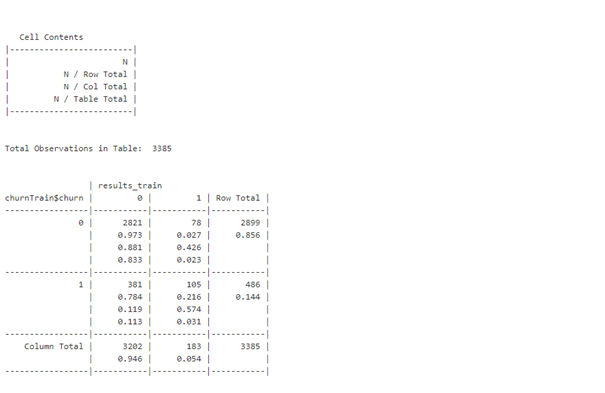 Cell Contents
|-------------------------|
|                       N |
|           N / Row Total |
|           N / Col Total |
|         N / Table Total |
|-------------------------|
Total Observations in Table:  3385
                | results_train
churnTrain$churn |         0 |         1 | Row Total |
----------------|-----------|-----------|-----------|
              0 |      2821 |        78 |      2899 |
                |     0.973 |     0.027 |     0.856 |
                |     0.881 |     0.426 |           |
                |     0.833 |     0.023 |           |
----------------|-----------|-----------|-----------|
              1 |       381 |       105 |       486 |
                |     0.784 |     0.216 |     0.144 |
                |     0.119 |     0.574 |           |
                |     0.113 |     0.031 |           |
----------------|-----------|-----------|-----------|
   Column Total |      3202 |       183 |      3385 |
                |     0.946 |     0.054 |           |
----------------|-----------|-----------|-----------|